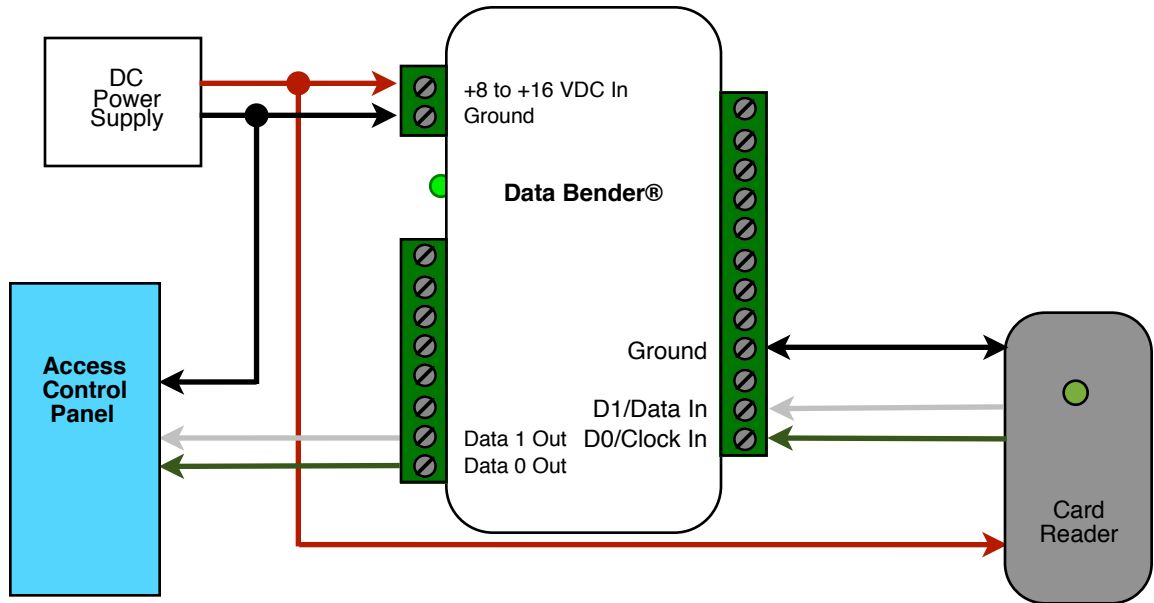 DC
Power
Supply
+8 to +16 VDC In
Ground
Data Bender®
Access
Control
Panel
Ground
D1/Data In
Data 1 Out D0/Clock In
Data 0 Out
Card
Reader